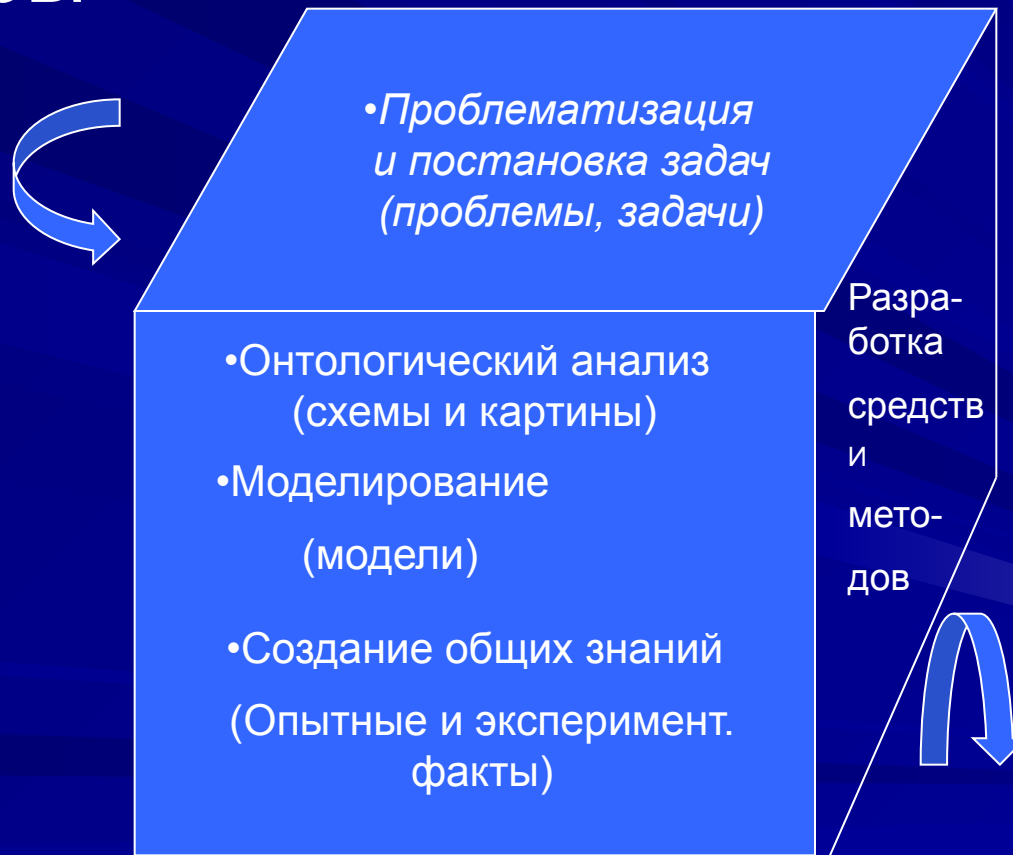 •Проблематизация
и постановка задач
(проблемы, задачи)
•Онтологический анализ
(схемы и картины)
•Моделирование
(модели)
•Создание общих знаний
(Опытные и эксперимент.
факты)
Разра-
ботка
средств
и
мето-
дов